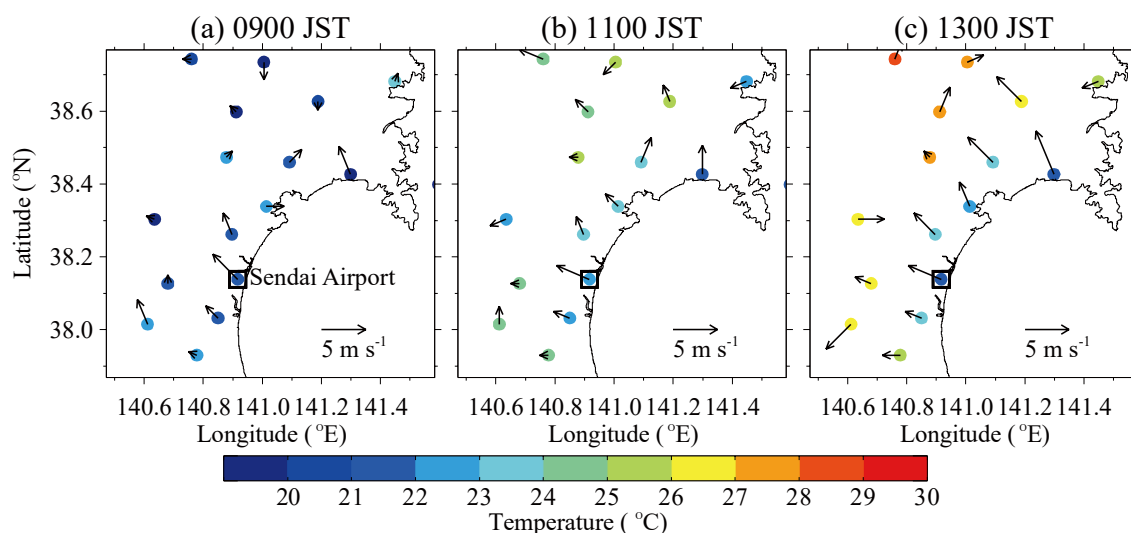 (a) 0900 JST
(b) 1100 JST
(c) 1300 JST
38.6
38.4
38.2
38.0
Latitude (°N)
Sendai Airport
5 m s⁻¹
5 m s⁻¹
5 m s⁻¹
140.6 140.8 141.0 141.2 141.4
140.6 140.8 141.0 141.2 141.4
140.6 140.8 141.0 141.2 141.4
Longitude (°E)
Longitude (°E)
Longitude (°E)
20 21 22 23 24 25 26 27 28 29 30
Temperature (°C)